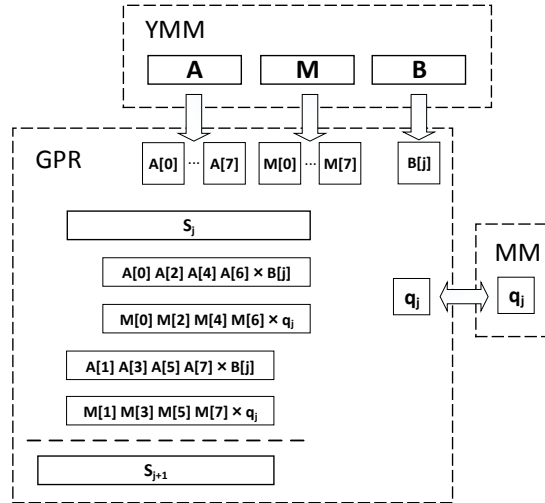 YMM
A M B
GPR
A[0] ... A[7] M[0] ... M[7] B[j]
Sj
MM
A[0] A[2] A[4] A[6] × B[j]
qj qj
M[0] M[2] M[4] M[6] × qj
A[1] A[3] A[5] A[7] × B[j]
M[1] M[3] M[5] M[7] × qj
Sj+1